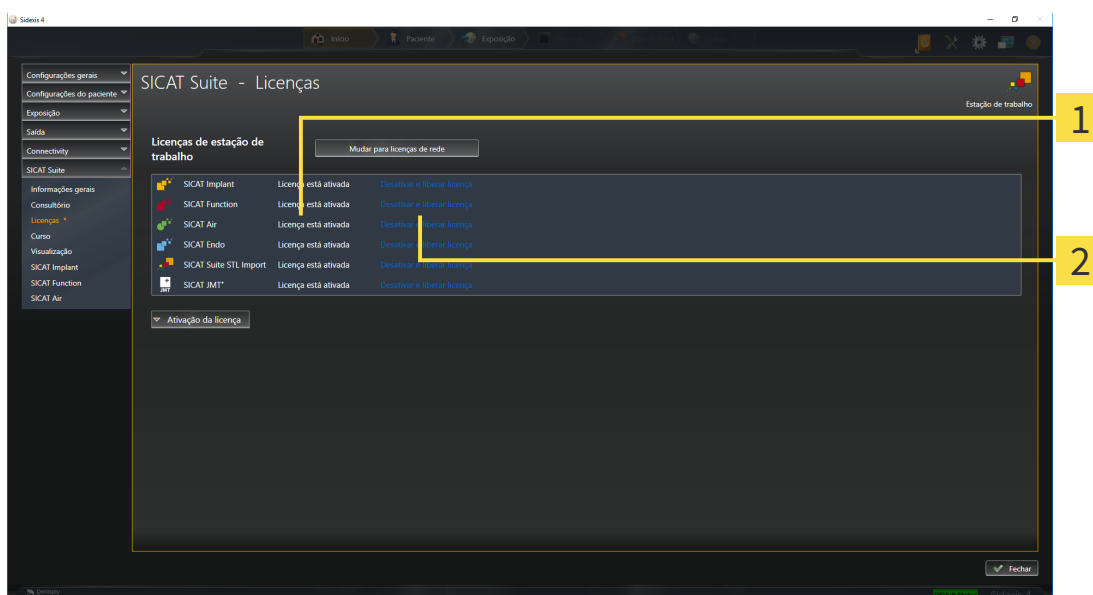 Sidexis 4
Início
Paciente
Exposição
Configurações gerais
Configurações do paciente
Exposição
Saída
Connectivity
SICAT Suite
Informações gerais
Consultório
Licenças *
Curso
Visualização
SICAT Implant
SICAT Function
SICAT Air
SICAT Suite - Licenças
Estação de trabalho
Licenças de estação de
trabalho
Mudar para licenças de rede
SICAT Implant Licença está ativada Desativar e liberar licença
SICAT Function Licença está ativada Desativar e liberar licença
SICAT Air Licença está ativada Desativar e liberar licença
SICAT Endo Licença está ativada Desativar e liberar licença
SICAT Suite STL Import Licença está ativada Desativar e liberar licença
JMT SICAT JMT+ Licença está ativada Desativar e liberar licença
Ativação da licença
1
2
Fechar
Sidexis 4